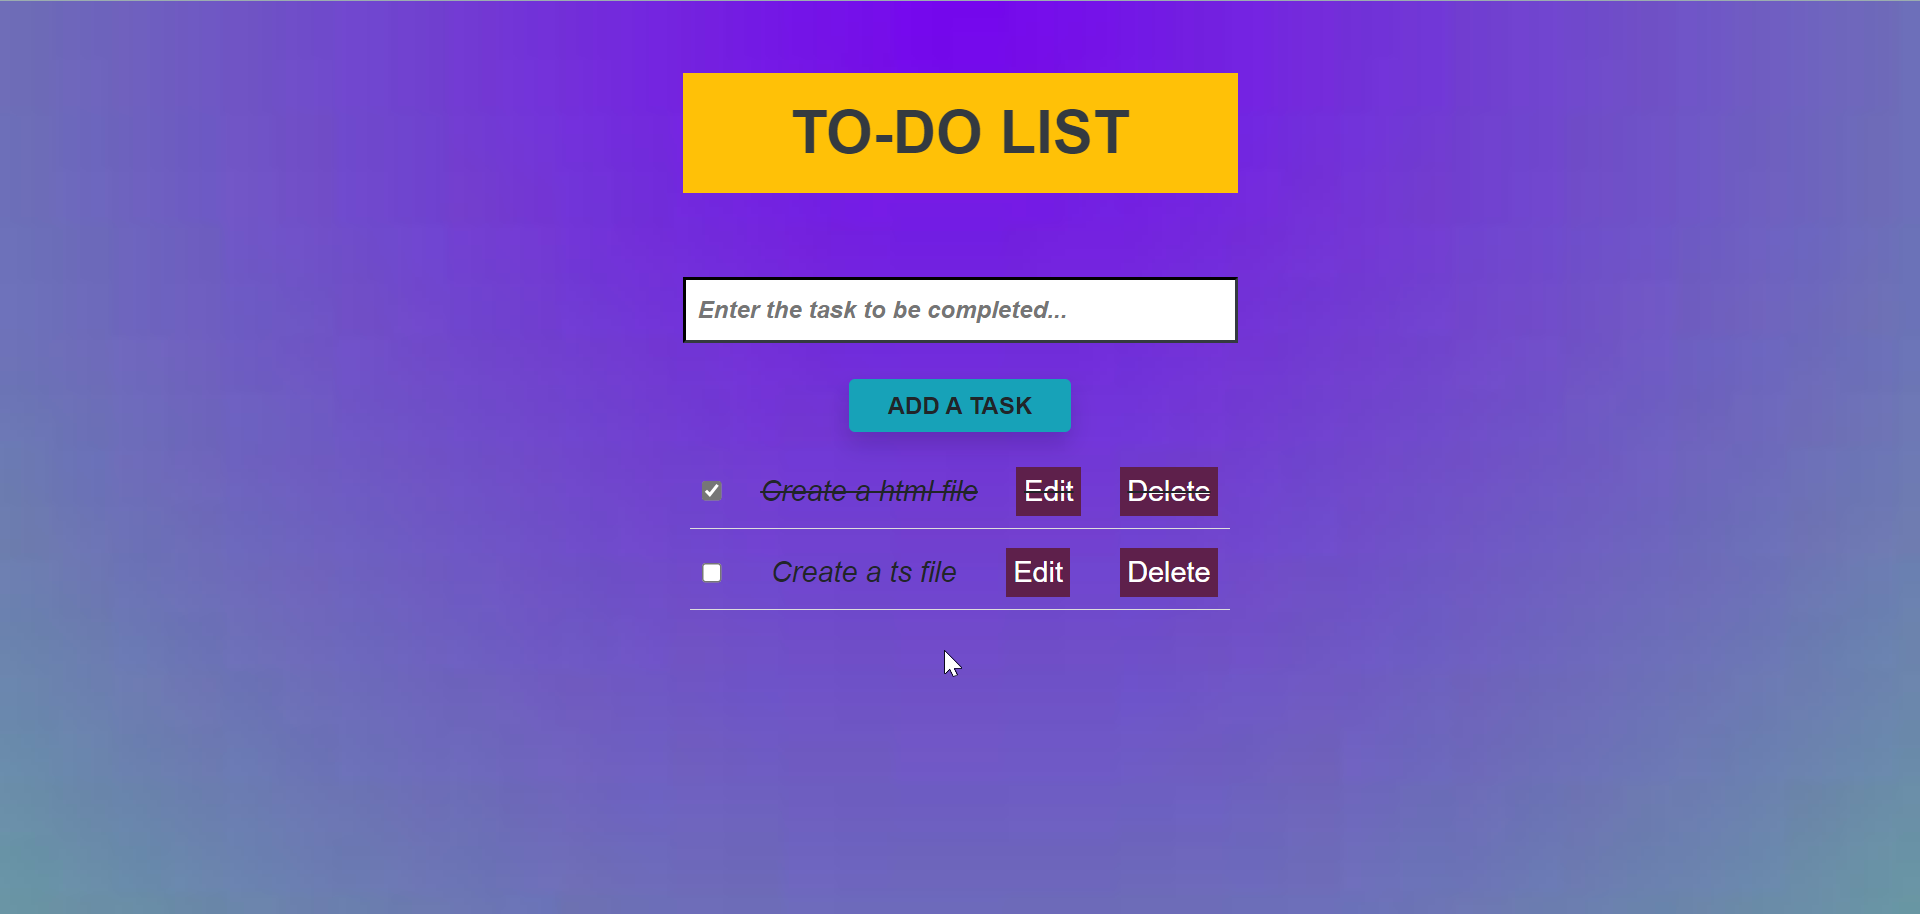 TO-DO LIST
Enter the task to be completed...
ADD A TASK
Create a html file Edit Delete
Create a ts file Edit Delete